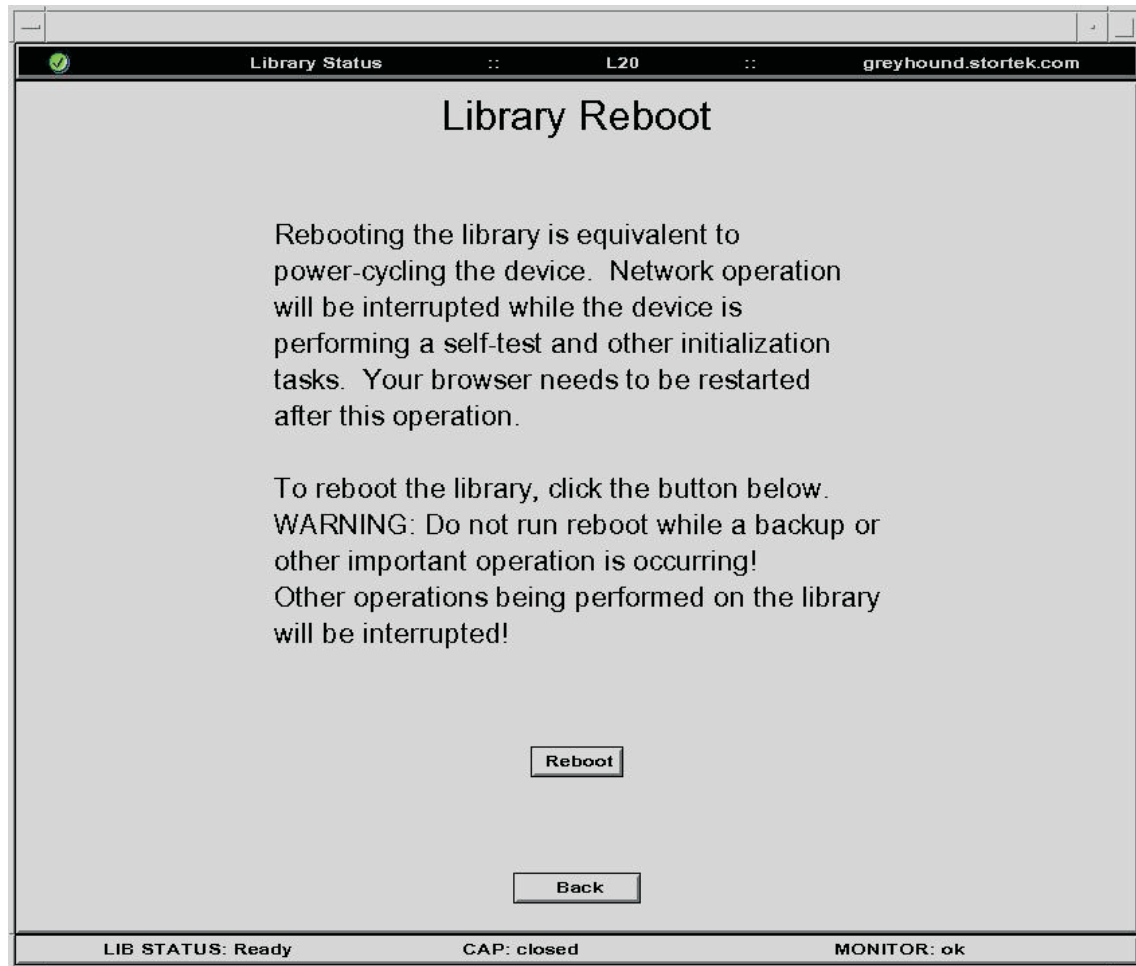 Library Status :: L20 :: greyhound.stortek.com
Library Reboot
Rebooting the library is equivalent to
power-cycling the device. Network operation
will be interrupted while the device is
performing a self-test and other initialization
tasks. Your browser needs to be restarted
after this operation.
To reboot the library, click the button below.
WARNING: Do not run reboot while a backup or
other important operation is occurring!
Other operations being performed on the library
will be interrupted!
Reboot
Back
LIB STATUS: Ready CAP: closed MONITOR: ok